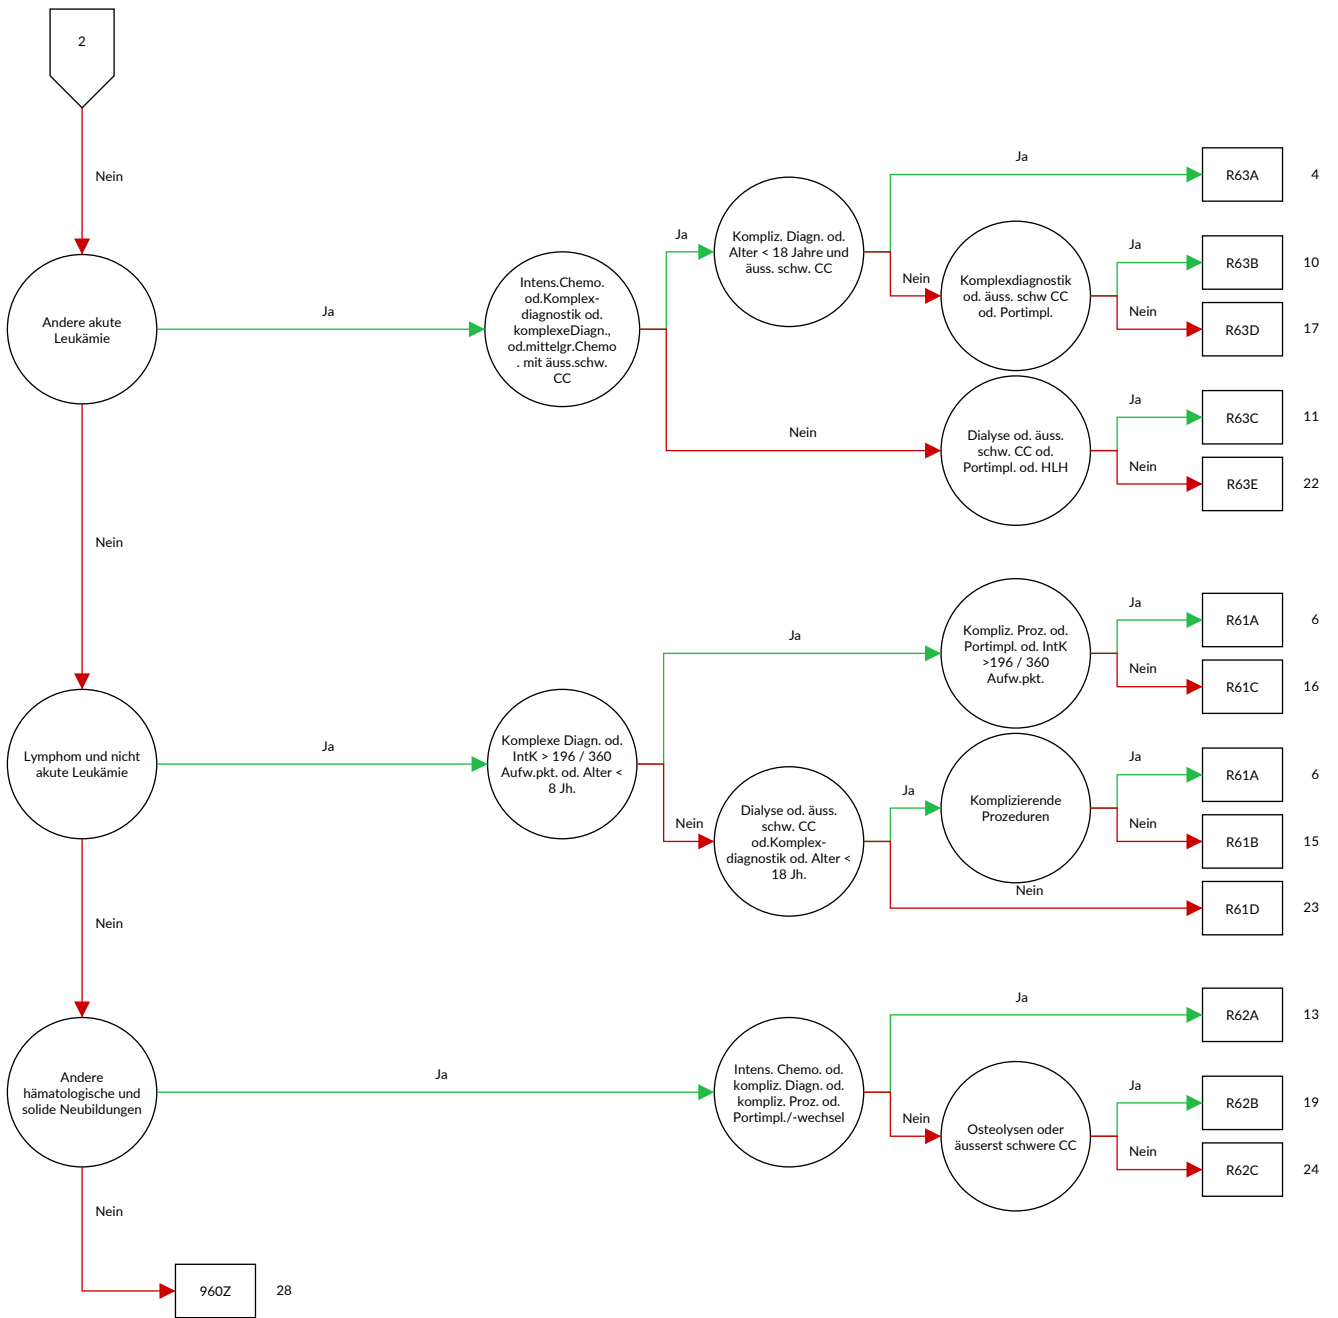 2
Nein
Andere akute
Leukämie
Ja
Intens.Chemo.
od.Komplex-
diagnostik od.
komplexeDiagn.,
od.mittelgr.Chemo
. mit äuss.schw.
CC
Ja
Kompliz. Diagn. od.
Alter < 18 Jahre und
äuss. schw. CC
Ja
R63A
4
Nein
Komplexdiagnostik
od. äuss. schw CC
od. Portimpl.
Ja
R63B
10
Nein
R63D
17
Nein
Dialyse od. äuss.
schw. CC od.
Portimpl. od. HLH
Ja
R63C
11
Nein
R63E
22
Nein
Lymphom und nicht
akute Leukämie
Ja
Komplexe Diagn. od.
IntK > 196 / 360
Aufw.pkt. od. Alter <
8 Jh.
Ja
Kompliz. Proz. od.
Portimpl. od. IntK
>196 / 360
Aufw.pkt.
Ja
R61A
6
Nein
R61C
16
Nein
Dialyse od. äuss.
schw. CC
od.Komplex-
diagnostik od. Alter <
18 Jh.
Ja
Komplizierende
Prozeduren
Ja
R61A
6
Nein
R61B
15
Nein
R61D
23
Nein
Andere
hämatologische und
solide Neubildungen
Ja
Intens. Chemo. od.
kompliz. Diagn. od.
kompliz. Proz. od.
Portimpl./-wechsel
Ja
R62A
13
Nein
Osteolysen oder
äusserst schwere CC
Ja
R62B
19
Nein
R62C
24
Nein
960Z
28